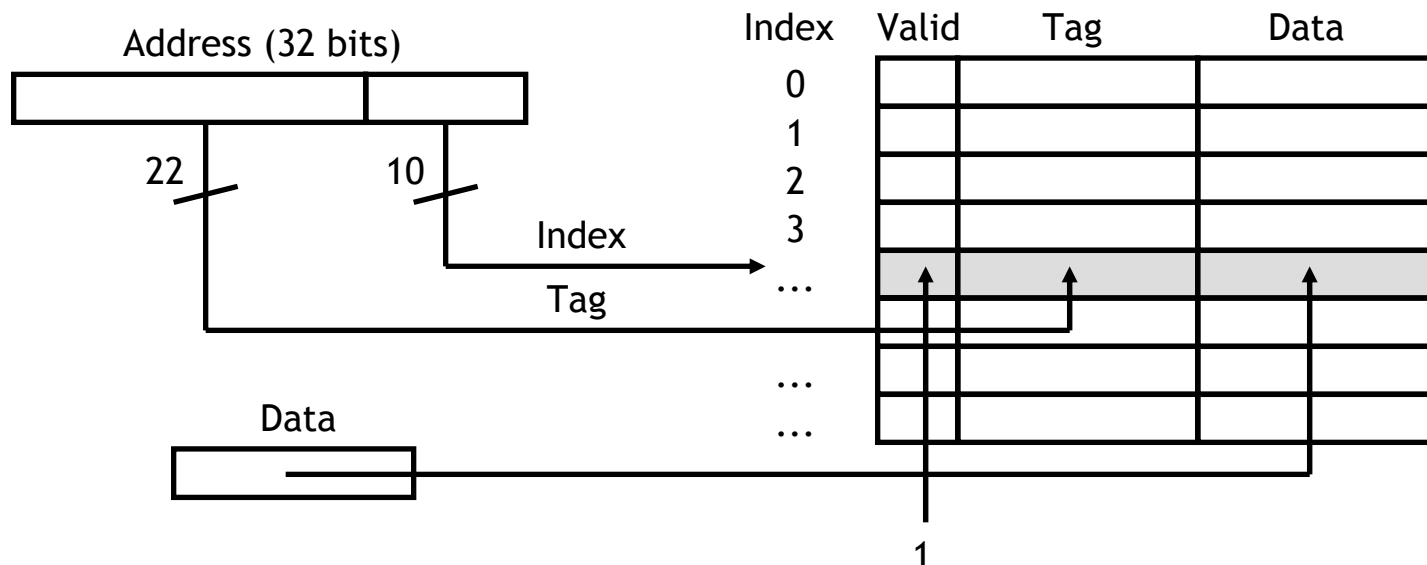 Index Valid Tag Data
Address (32 bits)
0
1
22 10
2
3
Index
...
Tag
...
Data
...
1